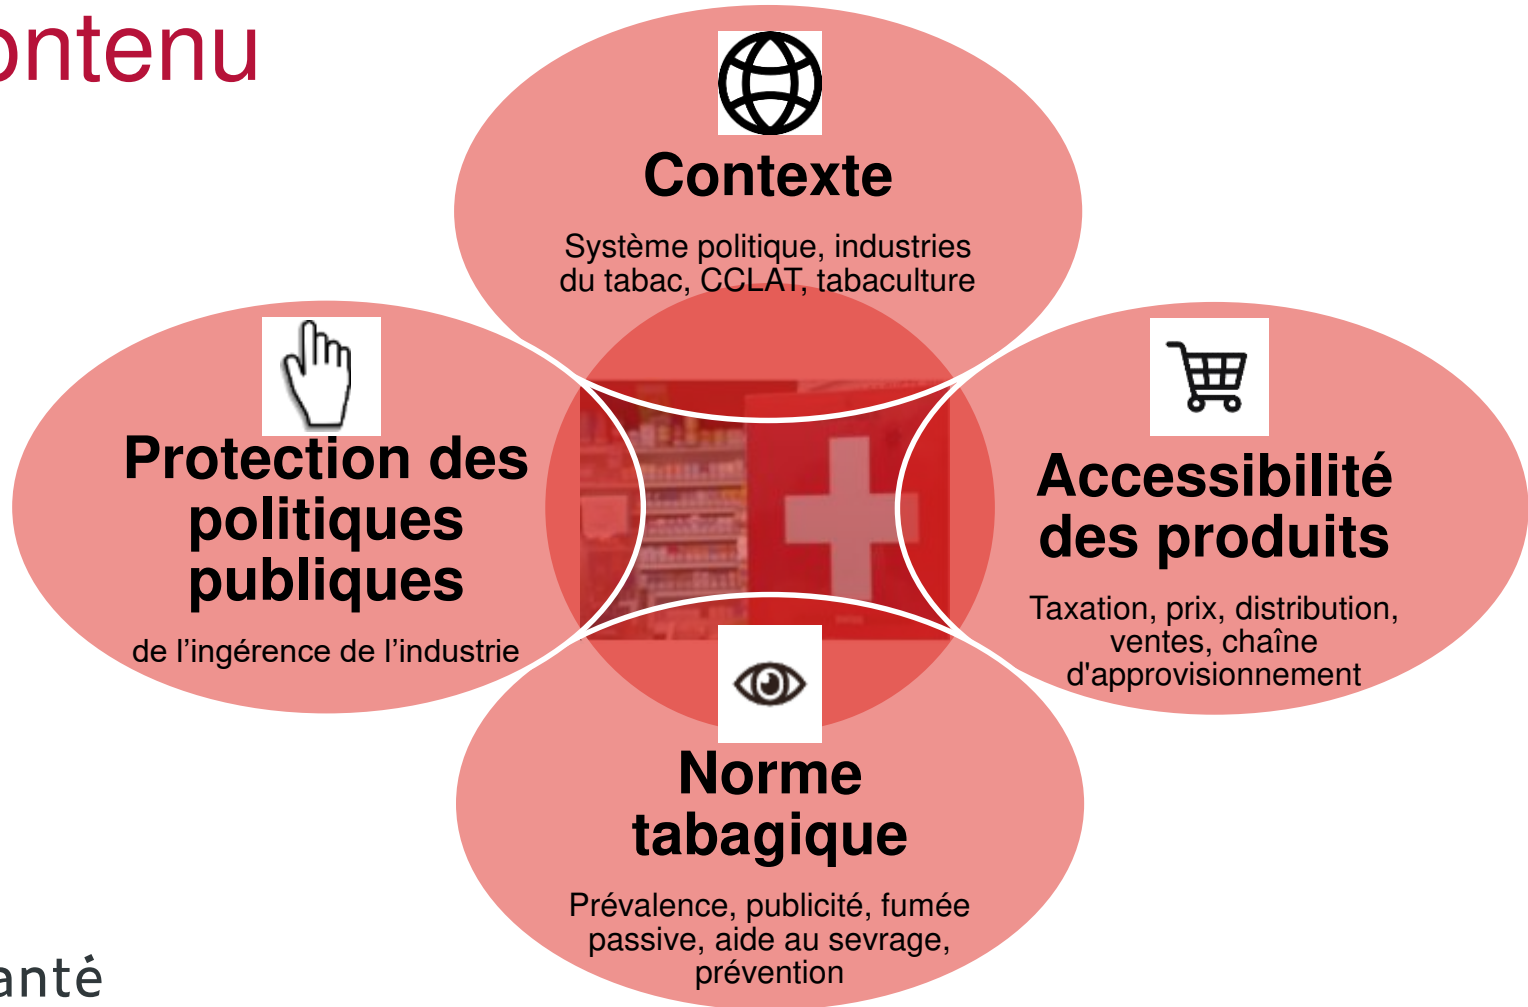 ontenu
Contexte
Système politique, industries
du tabac, CCLAT, tabaculture
Protection des
politiques
publiques
de l’ingérence de l’industrie
Accessibilité
des produits
Taxation, prix, distribution,
ventes, chaîne
d'approvisionnement
Norme
tabagique
Prévalence, publicité, fumée
passive, aide au sevrage,
prévention
anté